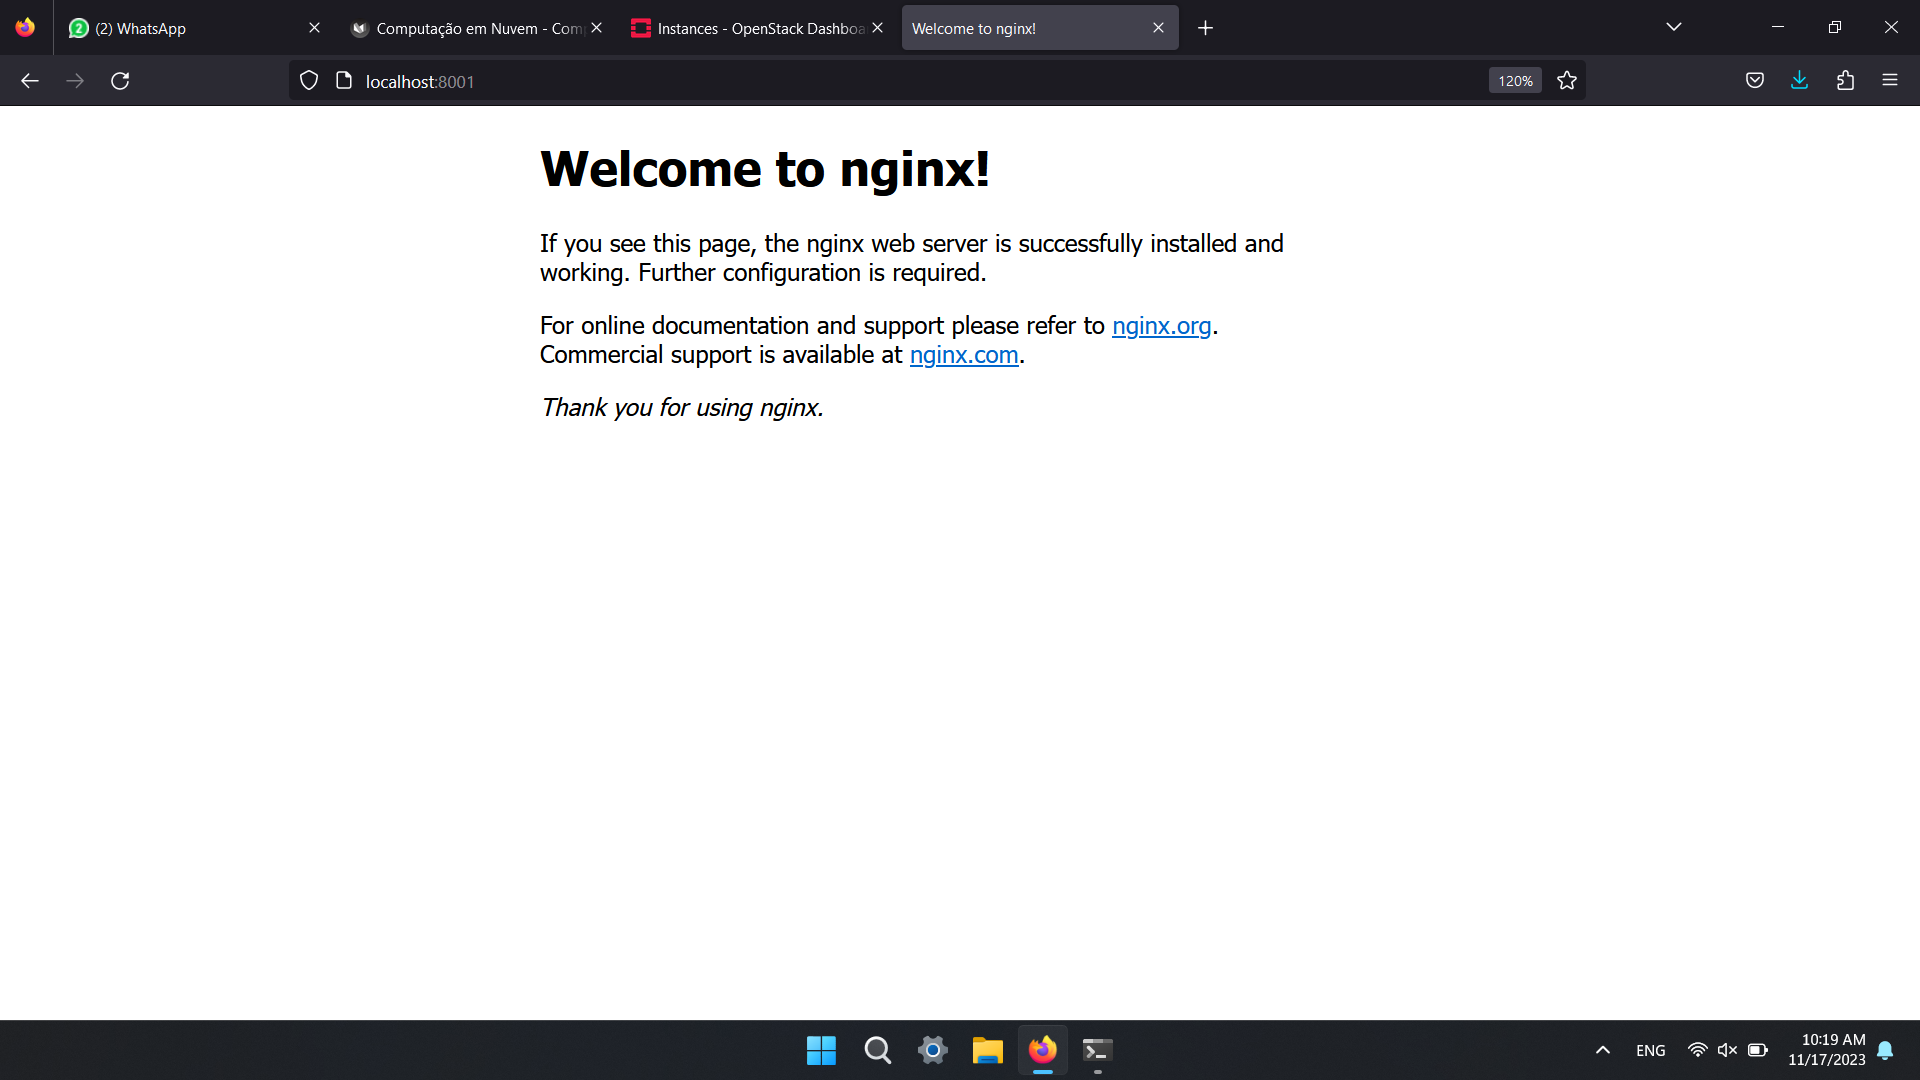 (2) WhatsApp
Computação em Nuvem - Com
Instances - OpenStack Dashboa
Welcome to nginx!
localhost:8001
120%
Welcome to nginx!
If you see this page, the nginx web server is successfully installed and
working. Further configuration is required.
For online documentation and support please refer to nginx.org.
Commercial support is available at nginx.com.
Thank you for using nginx.
ENG
10:19 AM
11/17/2023